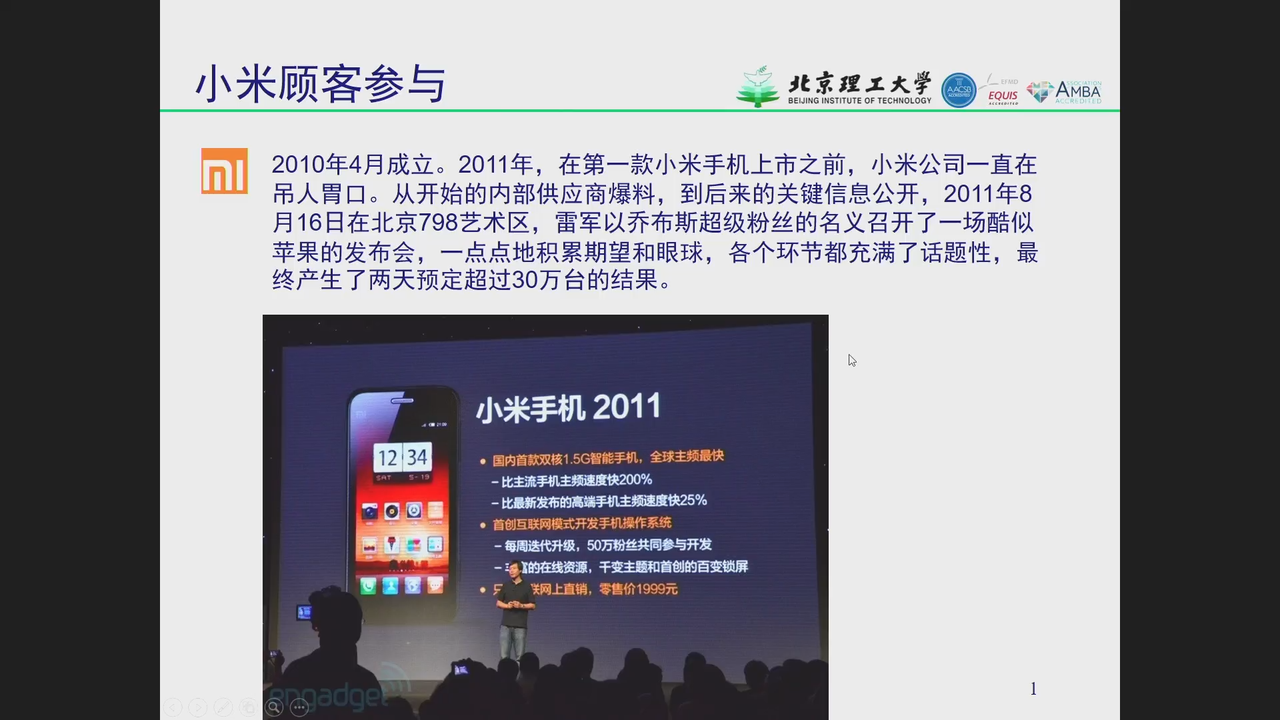 小米顾客参与
北京理工大学
BEIJING INSTITUTE OF TECHNOLOGY
AACSB
ACCREDITED
EFMD
EQUIS
ACCREDITED
ASSOCIATION
AMBA
ACCREDITED
mi
2010年4月成立。2011年，在第一款小米手机上市之前，小米公司一直在
吊人胃口。从开始的内部供应商爆料，到后来的关键信息公开，2011年8
月16日在北京798艺术区，雷军以乔布斯超级粉丝的名义召开了一场酷似
苹果的发布会，一点点地积累期望和眼球，各个环节都充满了话题性，最
终产生了两天预定超过30万台的结果。
小米手机 2011
12 34
SAT 5-19
• 国内首款双核1.5G智能手机，全球主频最快
– 比主流手机主频速度快200%
– 比最新发布的高端手机主频速度快25%
• 首创互联网模式开发手机操作系统
– 每周迭代升级，50万粉丝共同参与开发
– 富的在线资源，千变主题和首创的百变锁屏
• 联网上直销，零售价1999元
engadget
1